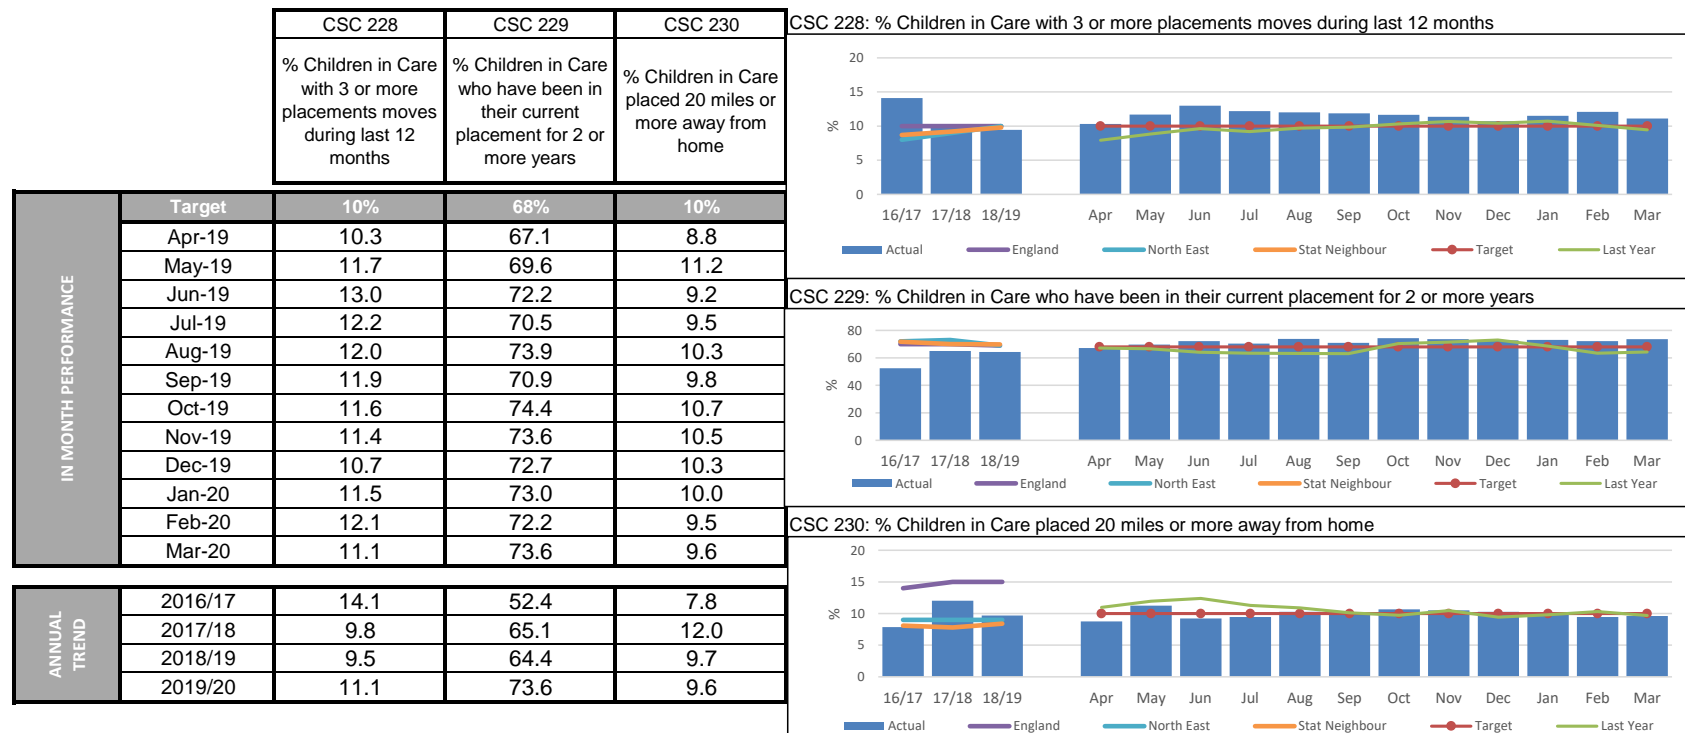 CSC 228 CSC 229 CSC 230
% Children in Care with 3 or more placements moves during last 12 months
% Children in Care who have been in their current placement for 2 or more years
% Children in Care placed 20 miles or more away from home
IN MONTH PERFORMANCE
Target 10% 68% 10%
Apr-19 10.3 67.1 8.8
May-19 11.7 69.6 11.2
Jun-19 13.0 72.2 9.2
Jul-19 12.2 70.5 9.5
Aug-19 12.0 73.9 10.3
Sep-19 11.9 70.9 9.8
Oct-19 11.6 74.4 10.7
Nov-19 11.4 73.6 10.5
Dec-19 10.7 72.7 10.3
Jan-20 11.5 73.0 10.0
Feb-20 12.1 72.2 9.5
Mar-20 11.1 73.6 9.6
ANNUAL TREND
2016/17 14.1 52.4 7.8
2017/18 9.8 65.1 12.0
2018/19 9.5 64.4 9.7
2019/20 11.1 73.6 9.6
CSC 228: % Children in Care with 3 or more placements moves during last 12 months
20
15
10
5
0
%
16/17 17/18 18/19 Apr May Jun Jul Aug Sep Oct Nov Dec Jan Feb Mar
Actual England North East Stat Neighbour Target Last Year
CSC 229: % Children in Care who have been in their current placement for 2 or more years
80
60
40
20
0
%
16/17 17/18 18/19 Apr May Jun Jul Aug Sep Oct Nov Dec Jan Feb Mar
Actual England North East Stat Neighbour Target Last Year
CSC 230: % Children in Care placed 20 miles or more away from home
20
15
10
5
0
%
16/17 17/18 18/19 Apr May Jun Jul Aug Sep Oct Nov Dec Jan Feb Mar
Actual England North East Stat Neighbour Target Last Year